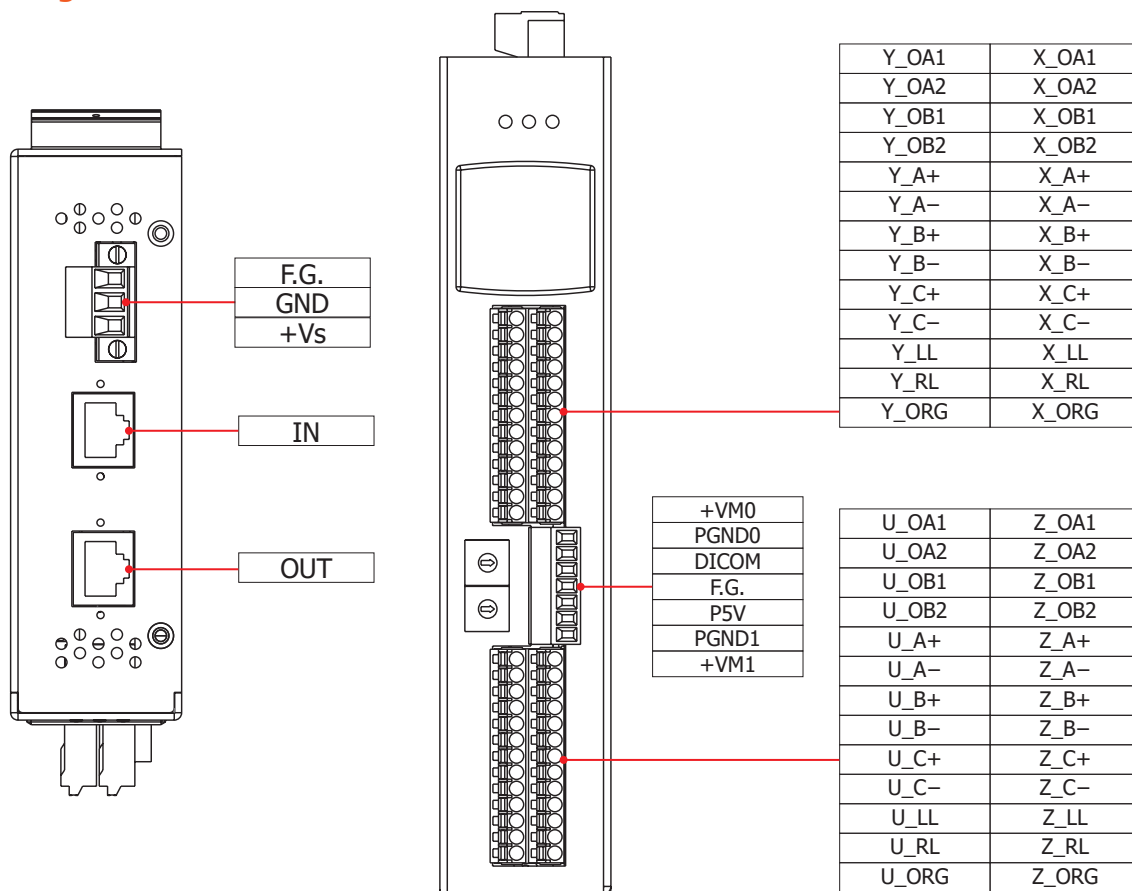 F.G.
GND
+Vs
IN
OUT
Y_OA1 X_OA1
Y_OA2 X_OA2
Y_OB1 X_OB1
Y_OB2 X_OB2
Y_A+ X_A+
Y_A− X_A−
Y_B+ X_B+
Y_B− X_B−
Y_C+ X_C+
Y_C− X_C−
Y_LL X_LL
Y_RL X_RL
Y_ORG X_ORG
+VM0
PGND0
DICOM
F.G.
P5V
PGND1
+VM1
U_OA1 Z_OA1
U_OA2 Z_OA2
U_OB1 Z_OB1
U_OB2 Z_OB2
U_A+ Z_A+
U_A− Z_A−
U_B+ Z_B+
U_B− Z_B−
U_C+ Z_C+
U_C− Z_C−
U_LL Z_LL
U_RL Z_RL
U_ORG Z_ORG